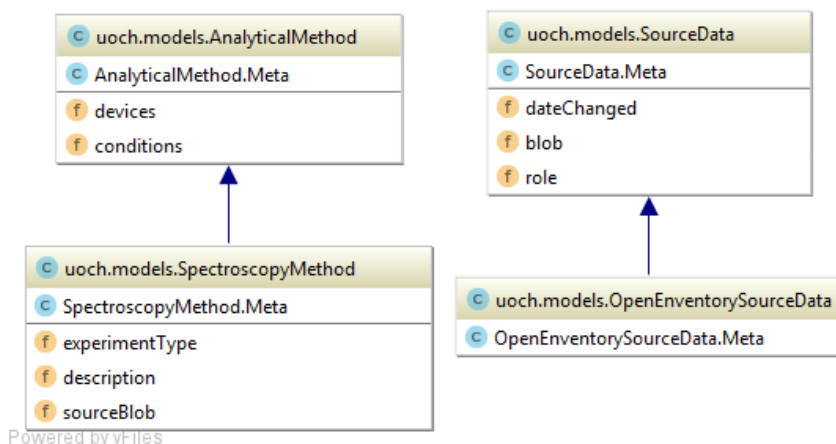 uoch.models.AnalyticalMethod
AnalyticalMethod.Meta
devices
conditions
uoch.models.SourceData
SourceData.Meta
dateChanged
blob
role
uoch.models.SpectroscopyMethod
SpectroscopyMethod.Meta
experimentType
description
sourceBlob
uoch.models.OpenEnventorySourceData
OpenEnventorySourceData.Meta
Powered by yFiles